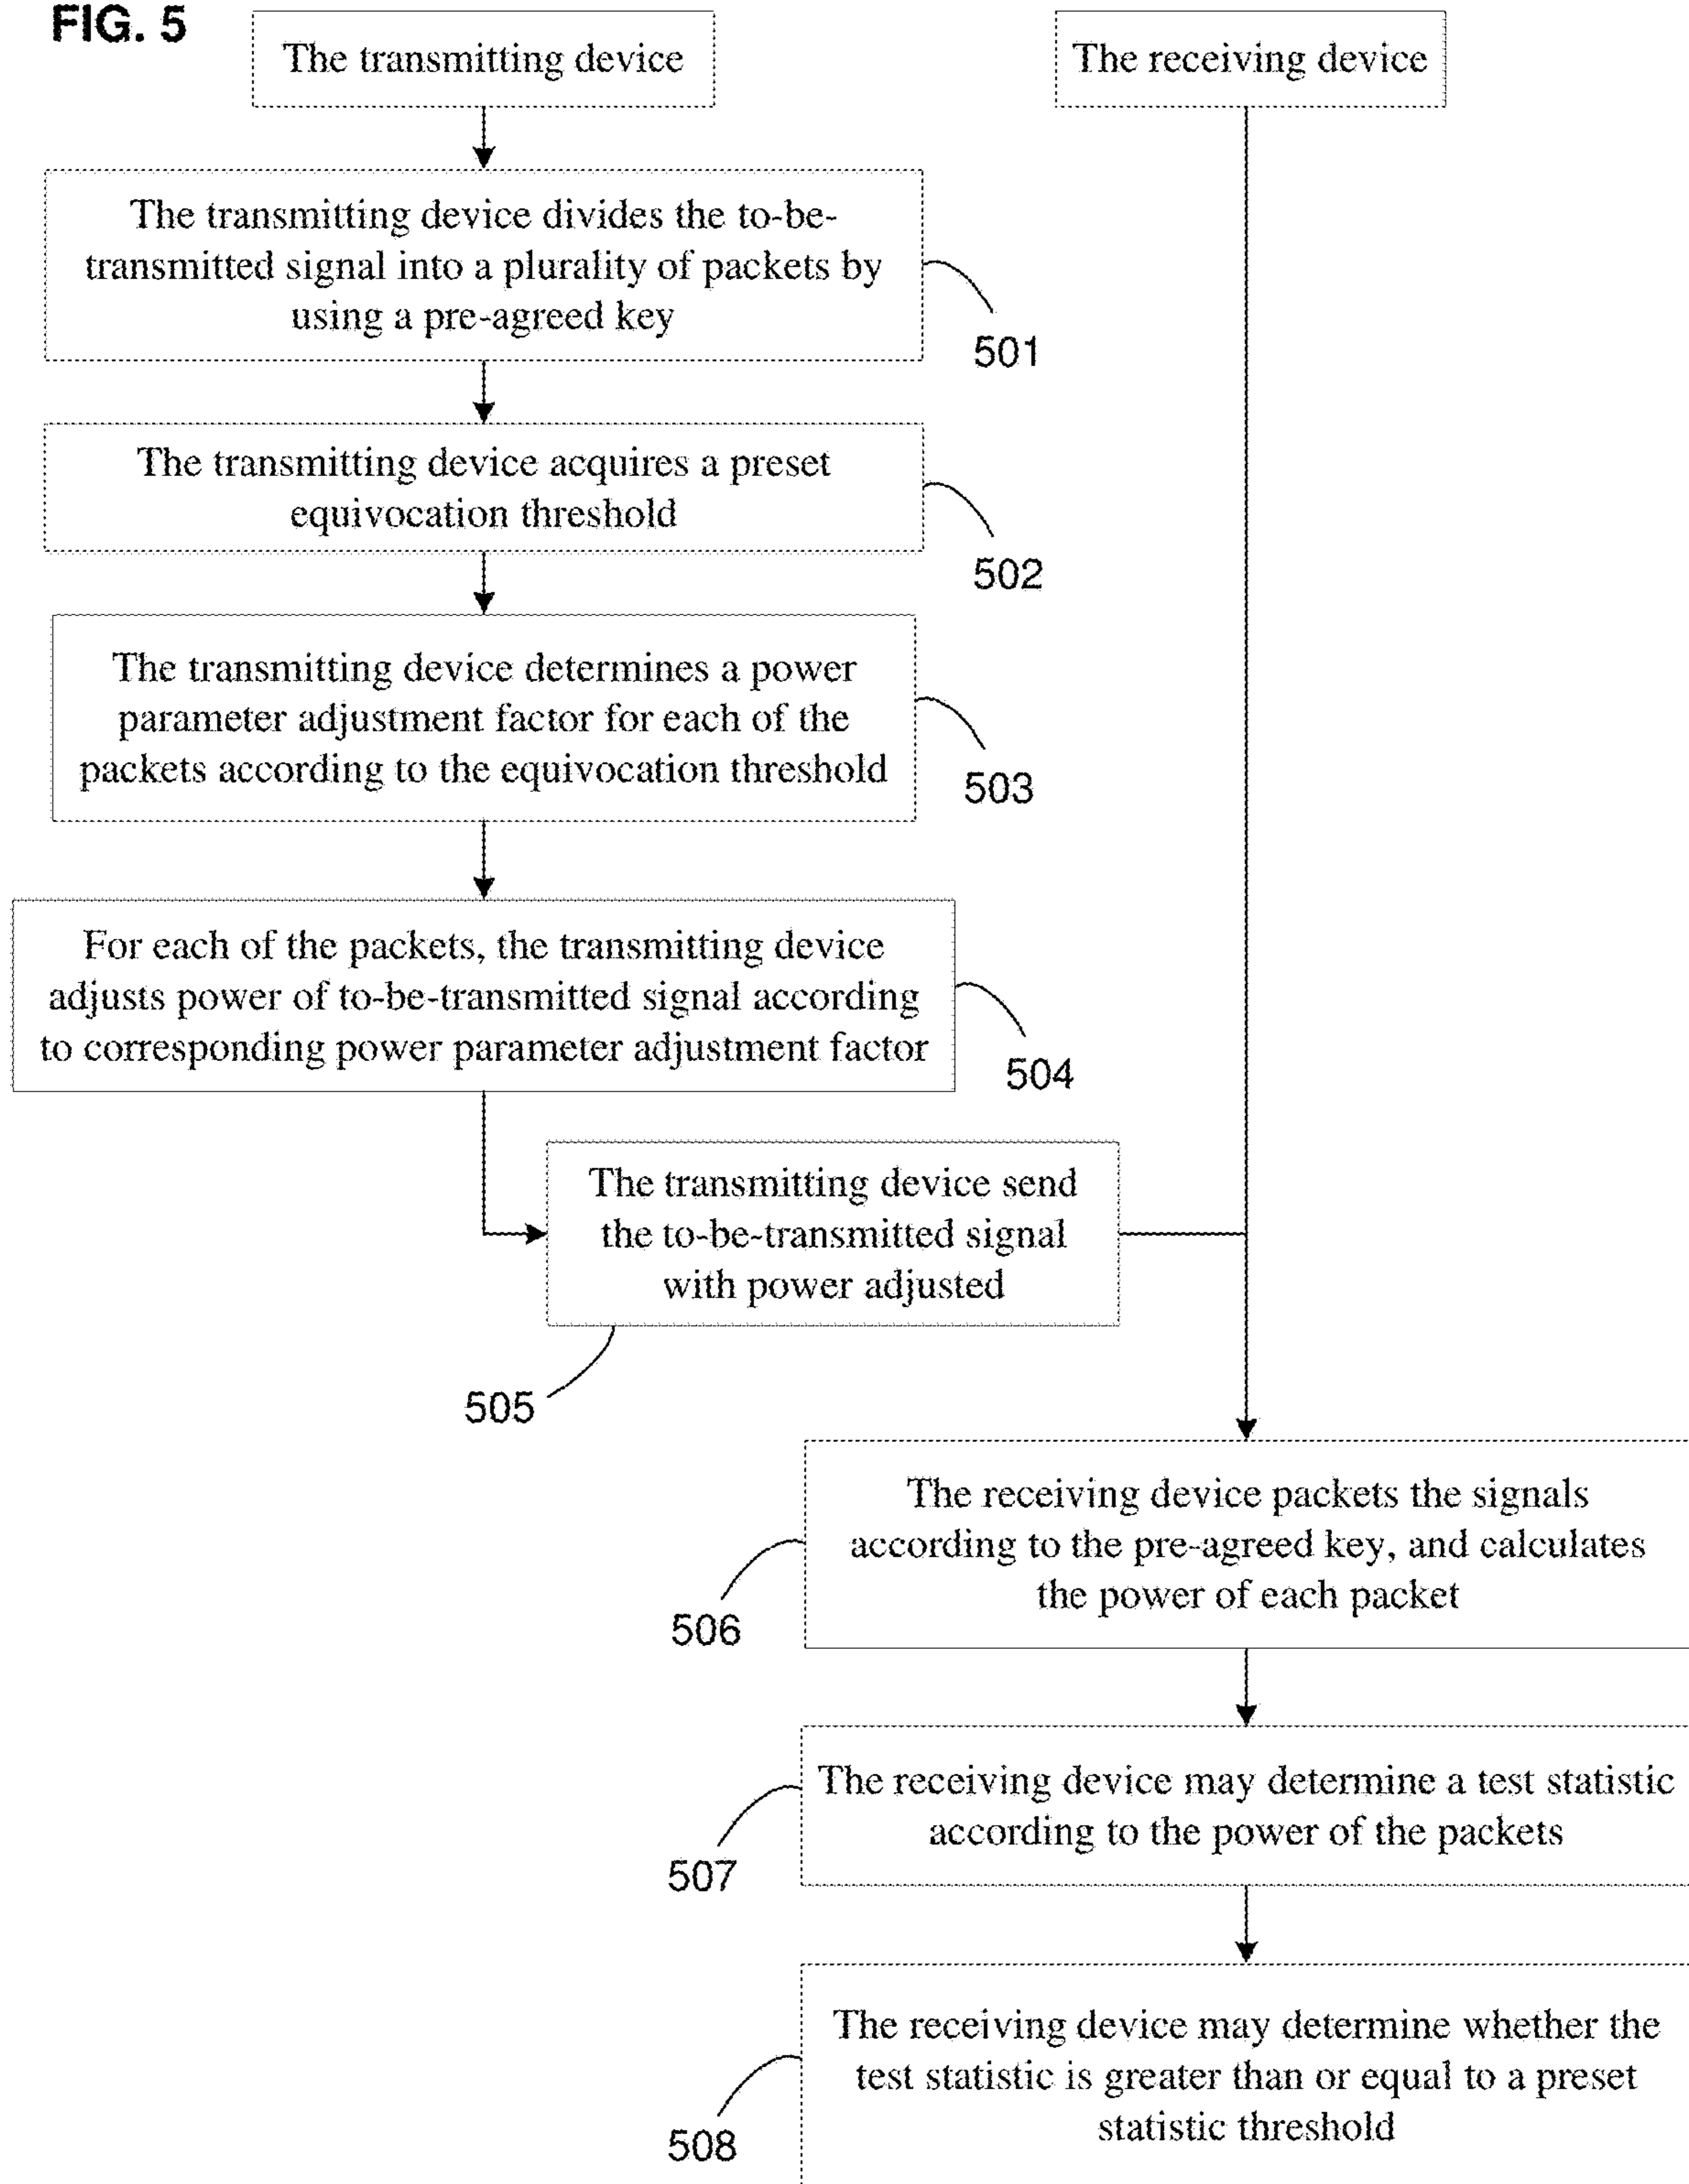 FIG. 5
The transmitting device
The receiving device
The transmitting device divides the to-be-
transmitted signal into a plurality of packets by
using a pre-agreed key
501
The transmitting device acquires a preset
equivocation threshold
502
The transmitting device determines a power
parameter adjustment factor for each of the
packets according to the equivocation threshold
503
For each of the packets, the transmitting device
adjusts power of to-be-transmitted signal according
to corresponding power parameter adjustment factor
504
The transmitting device send
the to-be-transmitted signal
with power adjusted
505
The receiving device packets the signals
according to the pre-agreed key, and calculates
the power of each packet
506
The receiving device may determine a test statistic
according to the power of the packets
507
The receiving device may determine whether the
test statistic is greater than or equal to a preset
statistic threshold
508